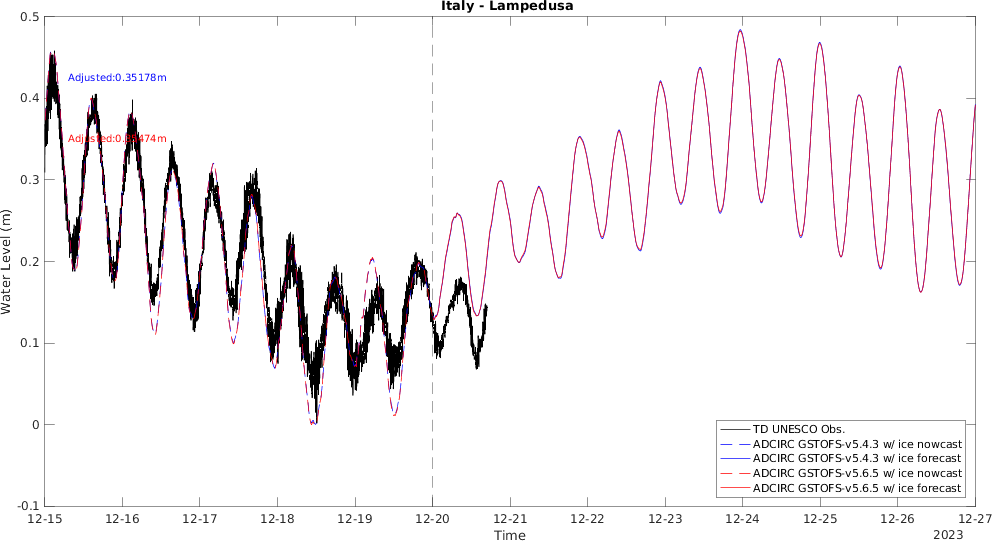 Italy - Lampedusa
0.5
0.4
0.3
0.2
0.1
0
-0.1
Water Level (m)
Adjusted:0.35178m
TD UNESCO Obs.
ADCIRC GSTOFS-v5.4.3 w/ ice nowcast
ADCIRC GSTOFS-v5.4.3 w/ ice forecast
ADCIRC GSTOFS-v5.6.5 w/ ice nowcast
ADCIRC GSTOFS-v5.6.5 w/ ice forecast
12-15 12-16 12-17 12-18 12-19 12-20 12-21 12-22 12-23 12-24 12-25 12-26 12-27
Time
2023